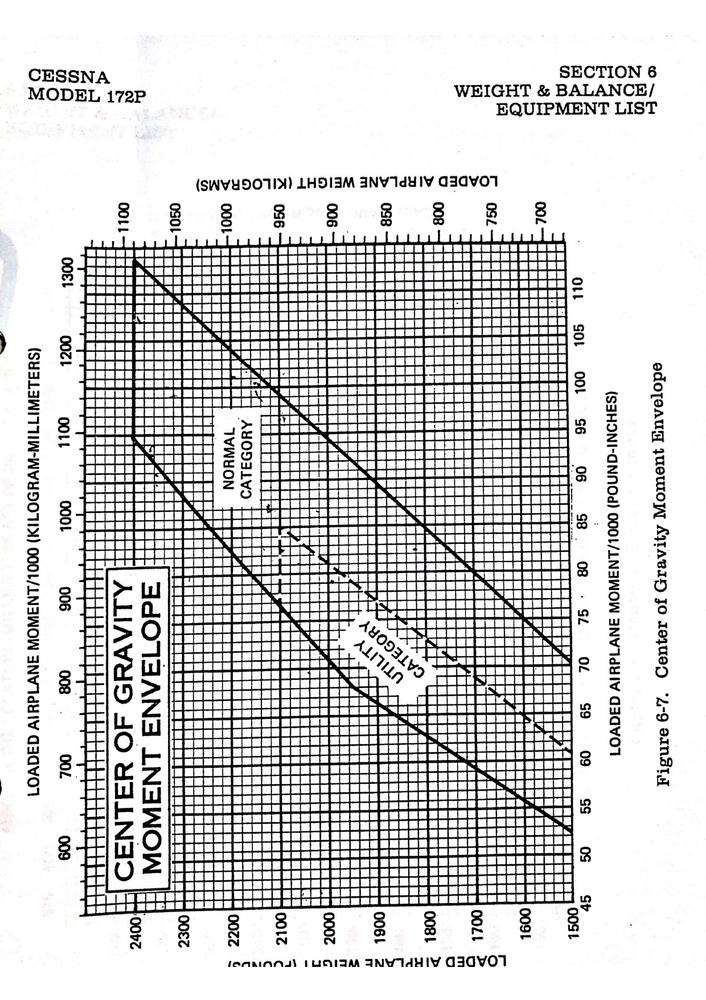 CESSNA
MODEL 172P
SECTION 6
WEIGHT & BALANCE/
EQUIPMENT LIST
LOADED AIRPLANE MOMENT/1000 (KILOGRAM-MILLIMETERS)
600 700 800 900 1000 1100 1200 1300
CENTER OF GRAVITY
MOMENT ENVELOPE
LOADED AIRPLANE WEIGHT (POUNDS)
2400
2300
2200
2100
2000
1900
1800
1700
1600
1500
NORMAL
CATEGORY
UTILITY
CATEGORY
LOADED AIRPLANE WEIGHT (KILOGRAMS)
1100
1050
1000
950
900
850
800
750
700
45 50 55 60 65 70 75 80 85 90 95 100 105 110
LOADED AIRPLANE MOMENT/1000 (POUND-INCHES)
Figure 6-7. Center of Gravity Moment Envelope